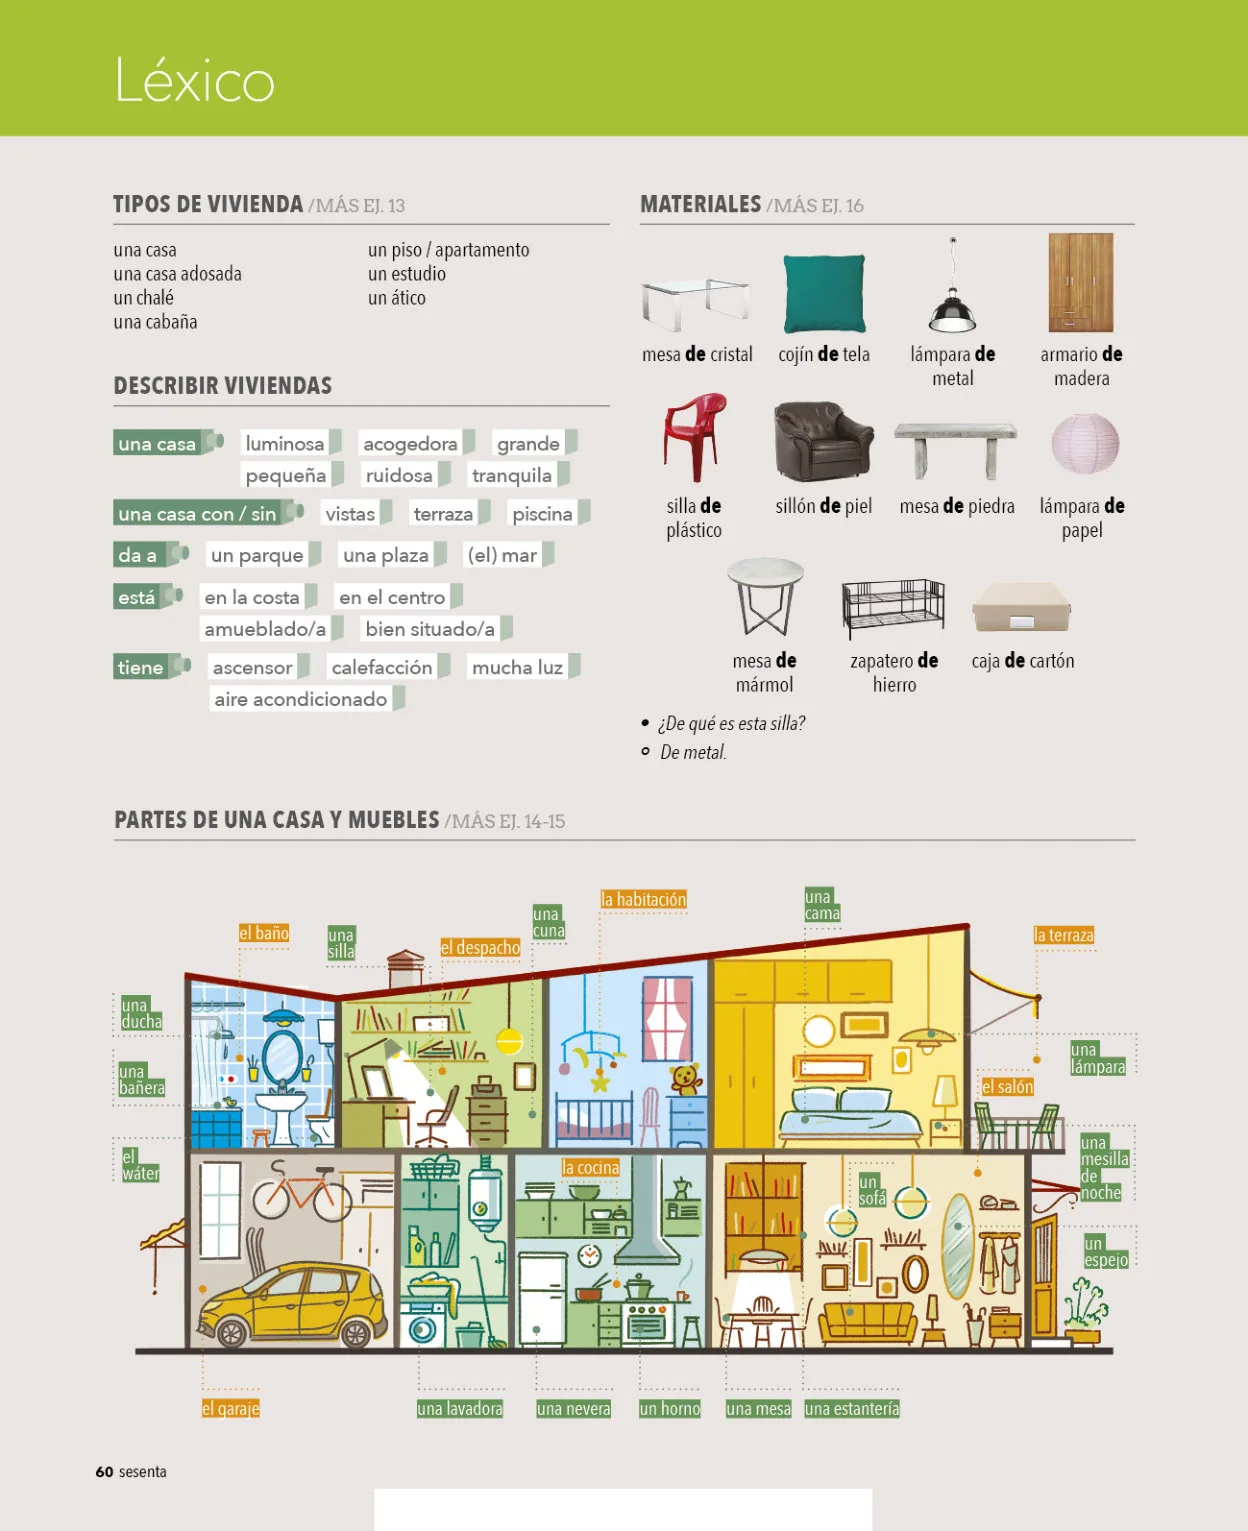 Léxico
TIPOS DE VIVIENDA /MÁS EJ. 13
una casa
una casa adosada
un chalé
una cabaña
un piso / apartamento
un estudio
un ático
DESCRIBIR VIVIENDAS
una casa luminosa acogedora grande
pequeña ruidosa tranquila
una casa con / sin vistas terraza piscina
da a un parque una plaza (el) mar
está en la costa en el centro
amueblado/a bien situado/a
tiene ascensor calefacción mucha luz
aire acondicionado
MATERIALES /MÁS EJ. 16
mesa de cristal
cojín de tela
lámpara de
metal
armario de
madera
silla de
plástico
sillón de piel
mesa de piedra
lámpara de
papel
mesa de
mármol
zapatero de
hierro
caja de cartón
• ¿De qué es esta silla?
○ De metal.
PARTES DE UNA CASA Y MUEBLES /MÁS EJ. 14-15
el baño
una
silla
el despacho
una
cuna
la habitación
una
cama
la terraza
una
ducha
una
bañera
el
wáter
una
lámpara
el salón
una
mesilla
de
noche
la cocina
un
sofá
un
espejo
el garaje
una lavadora
una nevera
un horno
una mesa
una estantería
60 sesenta